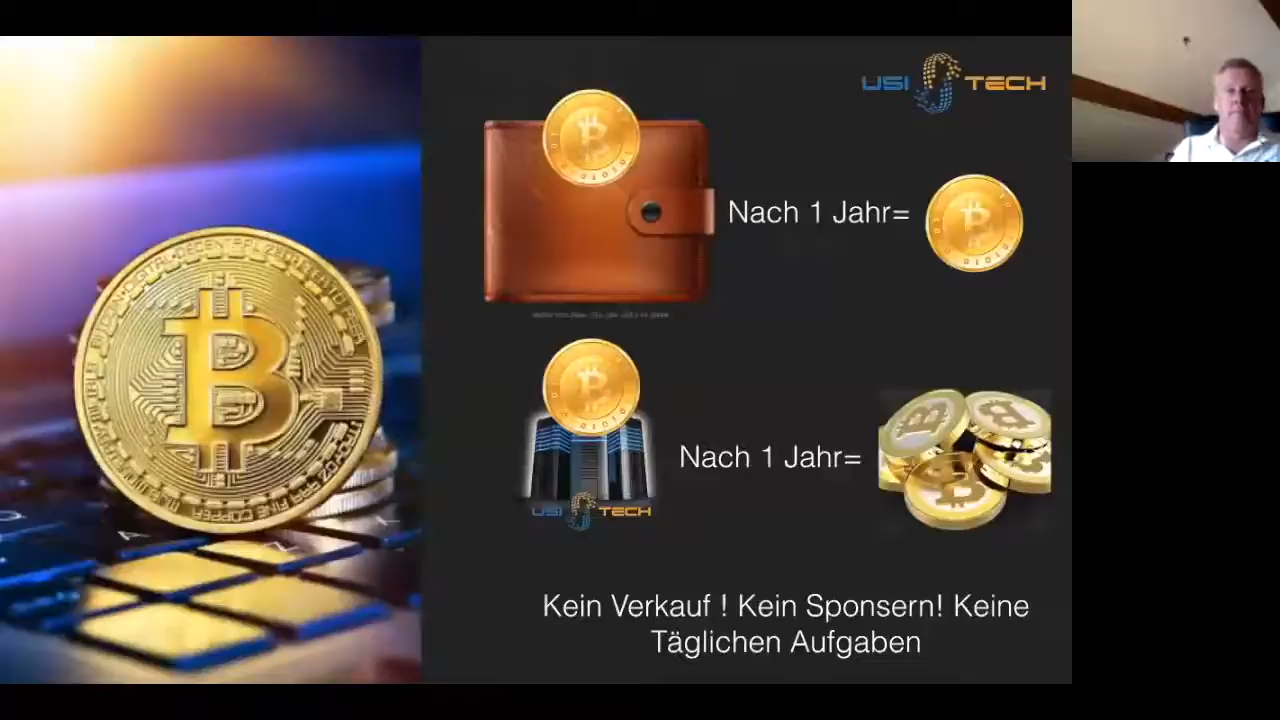 USI TECH
Nach 1 Jahr=
Nach 1 Jahr=
USI TECH
Kein Verkauf ! Kein Sponsern! Keine
Täglichen Aufgaben